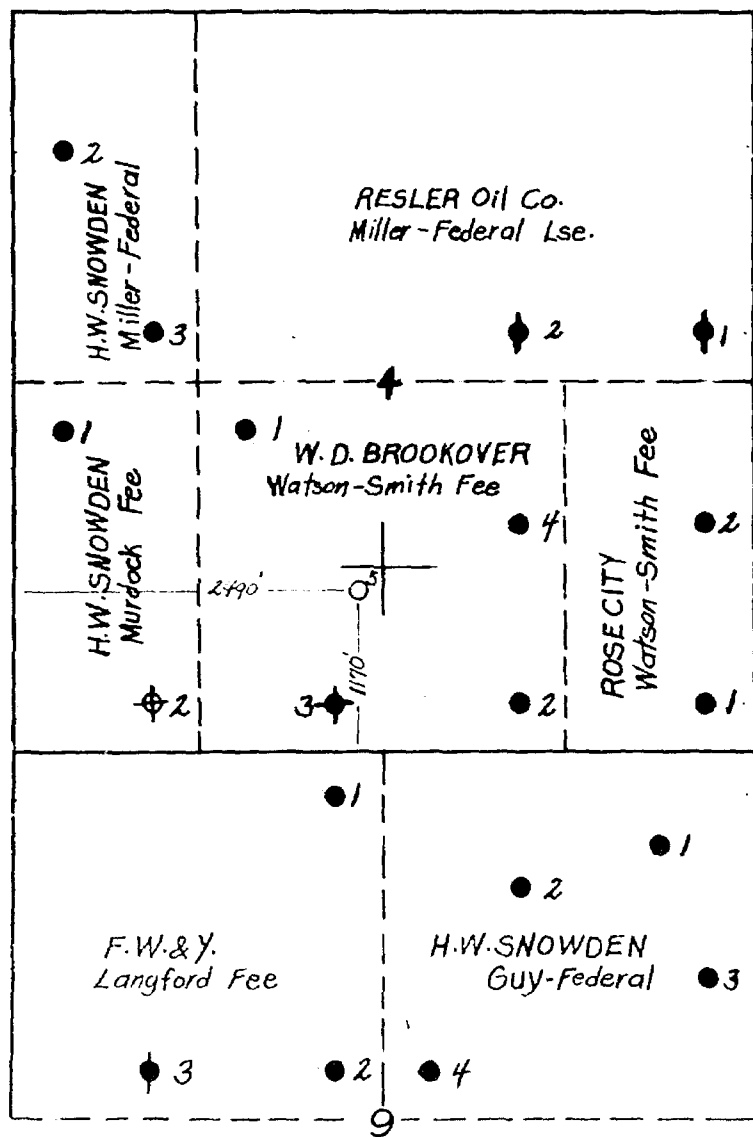 2
H.W. SNOWDEN
Miller-Federal
3
RESLER Oil Co.
Miller-Federal Lse.
2
1
4
1
H.W. SNOWDEN
Murdock Fee
2
1
W. D. BROOKOVER
Watson-Smith Fee
4
5
2490'
1170'
3
2
ROSE CITY
Watson-Smith Fee
2
1
1
F. W. & Y.
Langford Fee
3
2
1
2
H.W. SNOWDEN
Guy-Federal
3
4
9